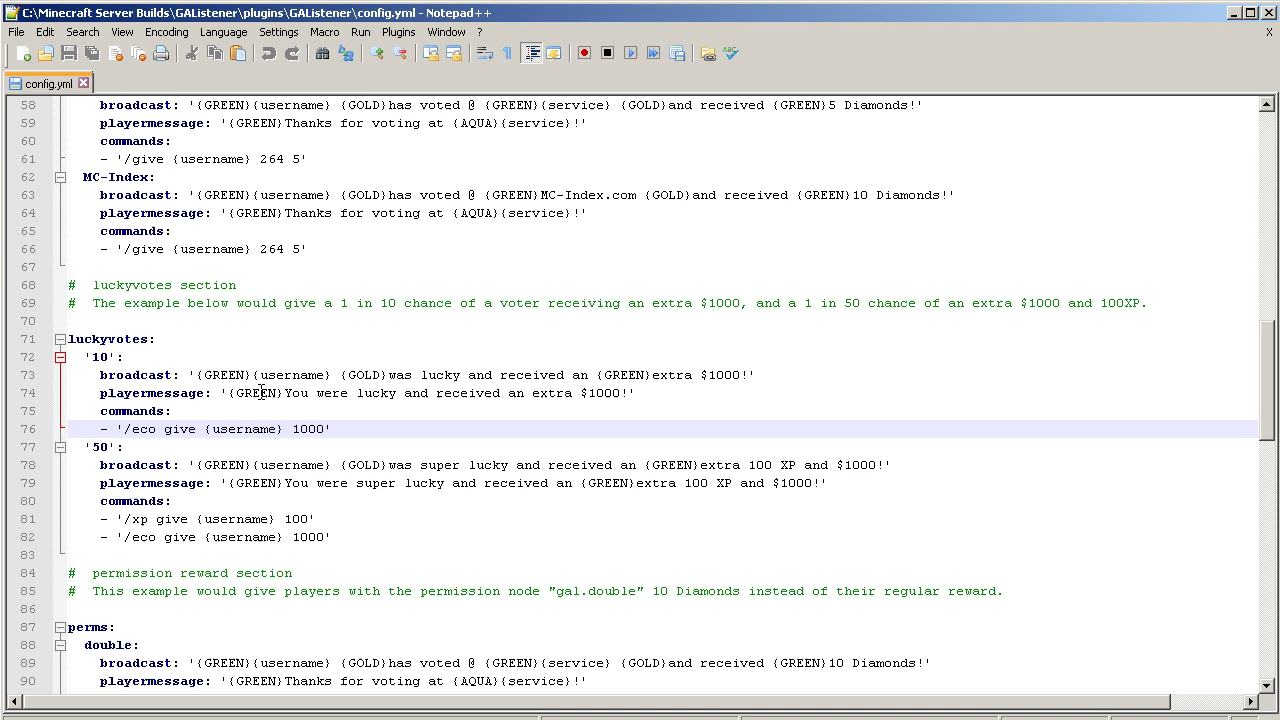 C:\Minecraft Server Builds\GAListener\plugins\GAListener\config.yml - Notepad++
File Edit Search View Encoding Language Settings Macro Run Plugins Window ? X
config.yml
58 broadcast: '{GREEN}{username} {GOLD}has voted @ {GREEN}{service} {GOLD}and received {GREEN}5 Diamonds!'
59 playermessage: '{GREEN}Thanks for voting at {AQUA}{service}!'
60 commands:
61 - '/give {username} 264 5'
62 MC-Index:
63 broadcast: '{GREEN}{username} {GOLD}has voted @ {GREEN}MC-Index.com {GOLD}and received {GREEN}10 Diamonds!'
64 playermessage: '{GREEN}Thanks for voting at {AQUA}{service}!'
65 commands:
66 - '/give {username} 264 5'
67
68 # luckyvotes section
69 # The example below would give a 1 in 10 chance of a voter receiving an extra $1000, and a 1 in 50 chance of an extra $1000 and 100XP.
70
71 luckyvotes:
72 '10':
73 broadcast: '{GREEN}{username} {GOLD}was lucky and received an {GREEN}extra $1000!'
74 playermessage: '{GREEN}You were lucky and received an extra $1000!'
75 commands:
76 - '/eco give {username} 1000'
77 '50':
78 broadcast: '{GREEN}{username} {GOLD}was super lucky and received an {GREEN}extra 100 XP and $1000!'
79 playermessage: '{GREEN}You were super lucky and received an {GREEN}extra 100 XP and $1000!'
80 commands:
81 - '/xp give {username} 100'
82 - '/eco give {username} 1000'
83
84 # permission reward section
85 # This example would give players with the permission node "gal.double" 10 Diamonds instead of their regular reward.
86
87 perms:
88 double:
89 broadcast: '{GREEN}{username} {GOLD}has voted @ {GREEN}{service} {GOLD}and received {GREEN}10 Diamonds!'
90 playermessage: '{GREEN}Thanks for voting at {AQUA}{service}!'